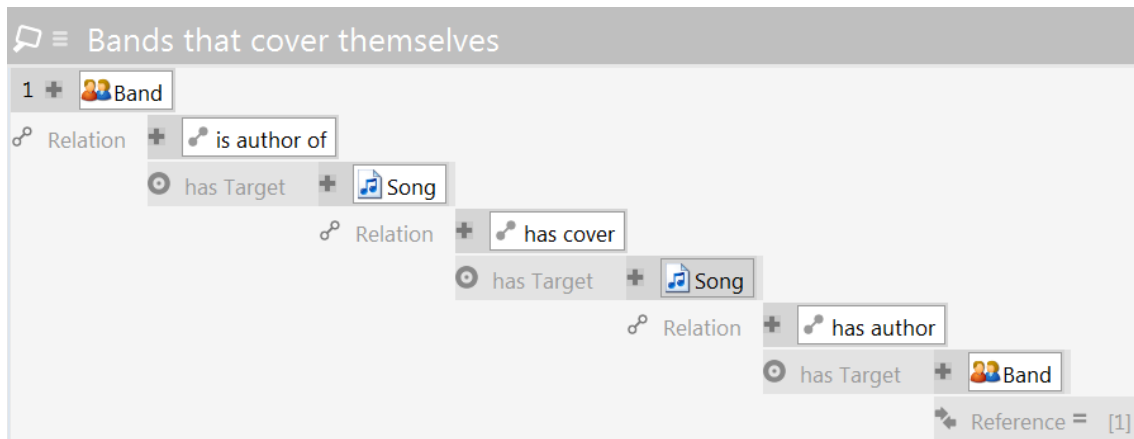 Bands that cover themselves
1 Band
Relation is author of
has Target Song
Relation has cover
has Target Song
Relation has author
has Target Band
Reference = [1]